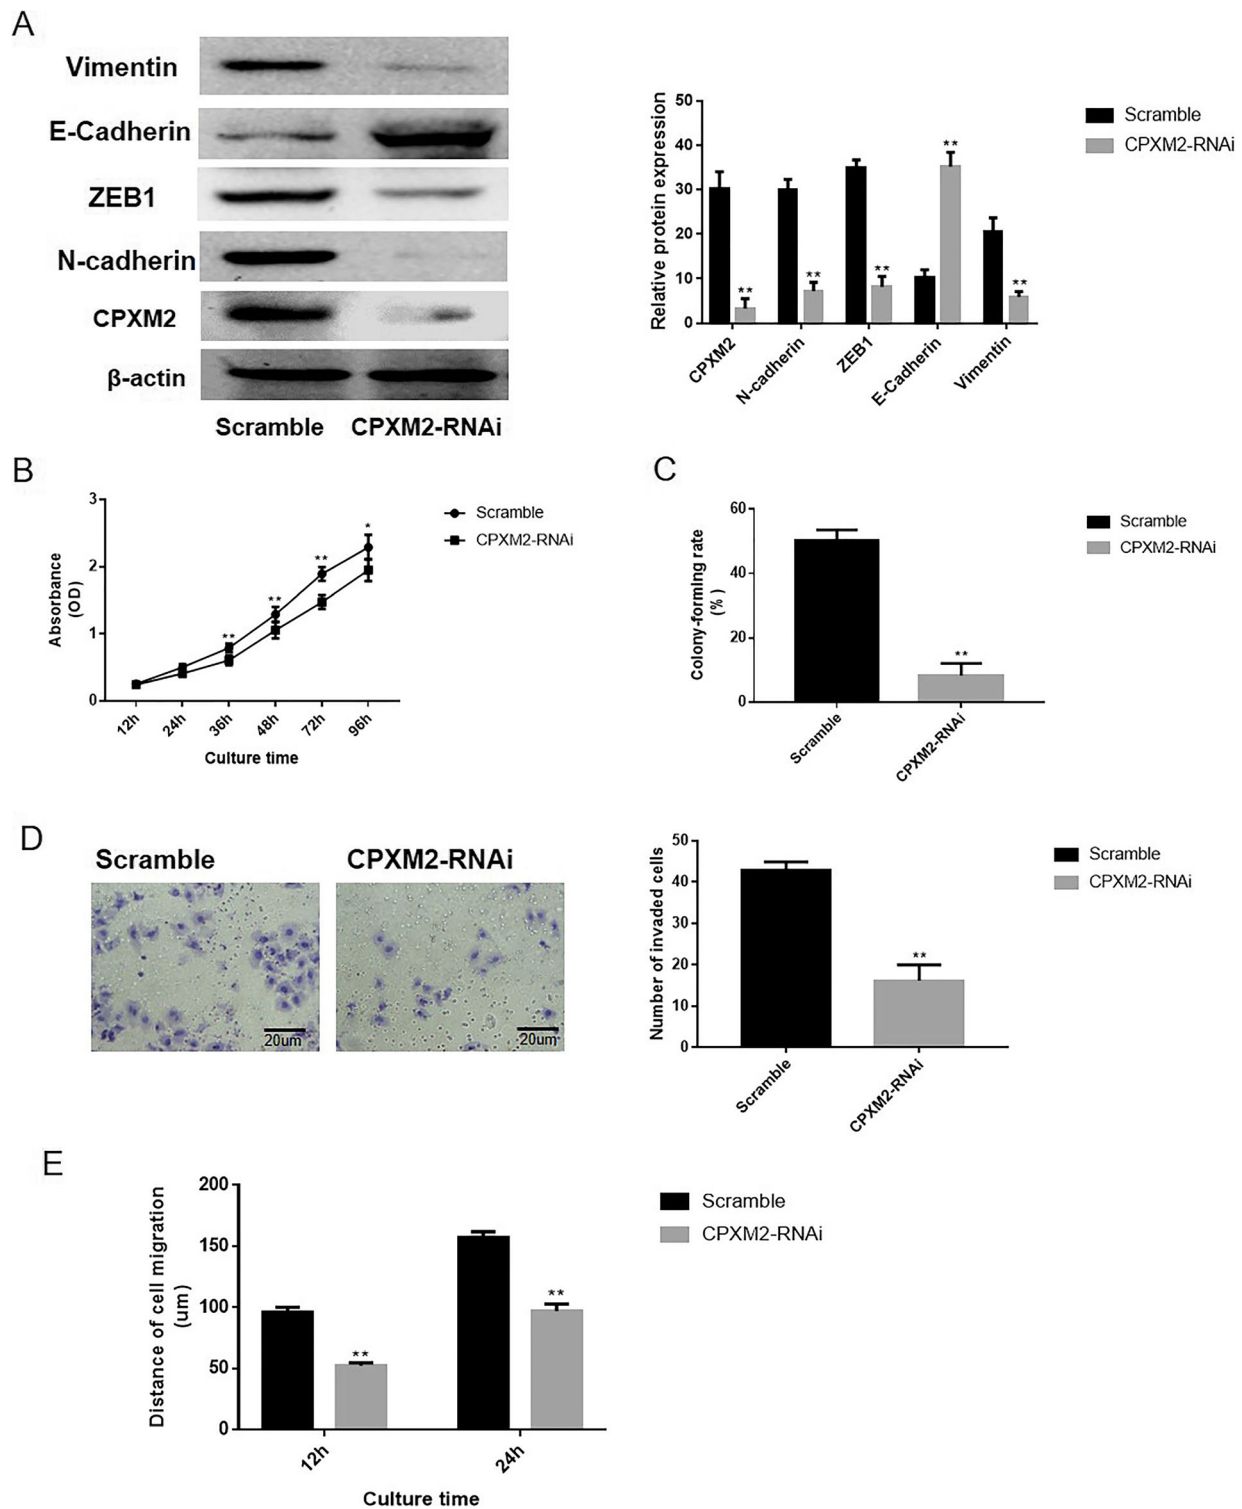 A
Vimentin
E-Cadherin
ZEB1
N-cadherin
CPXM2
β-actin
Scramble CPXM2-RNAi
Relative protein expression
50
40
30
20
10
0
**
**
**
**
**
CPXM2
N-cadherin
ZEB1
E-Cadherin
Vimentin
Scramble
CPXM2-RNAi
B
Absorbance
(OD)
3
2
1
0
**
**
**
*
12h
24h
36h
48h
72h
96h
Culture time
Scramble
CPXM2-RNAi
C
Colony-forming rate
(%)
60
40
20
0
**
Scramble
CPXM2-RNAi
Scramble
CPXM2-RNAi
D
Scramble
CPXM2-RNAi
20um
20um
Number of invaded cells
50
40
30
20
10
0
**
Scramble
CPXM2-RNAi
Scramble
CPXM2-RNAi
E
Distance of cell migration
(um)
200
150
100
50
0
**
**
12h
24h
Culture time
Scramble
CPXM2-RNAi